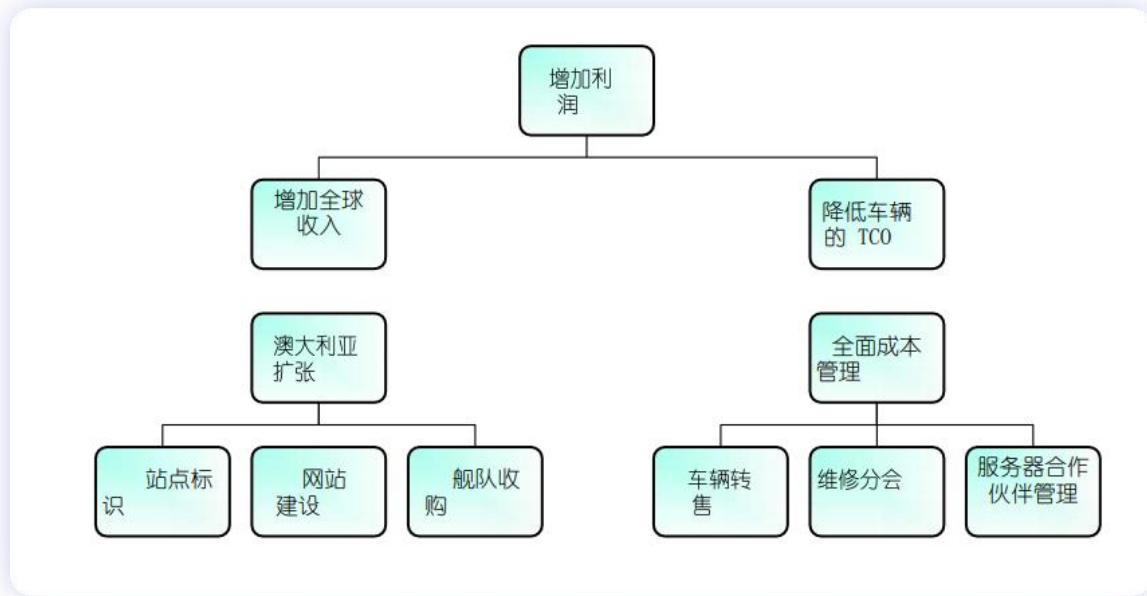 增加利
润
增加全球
收入
降低车辆
的 TCO
澳大利亚
扩张
全面成本
管理
站点标
识
网站
建设
舰队收
购
车辆转
售
维修分会
服务器合作
伙伴管理